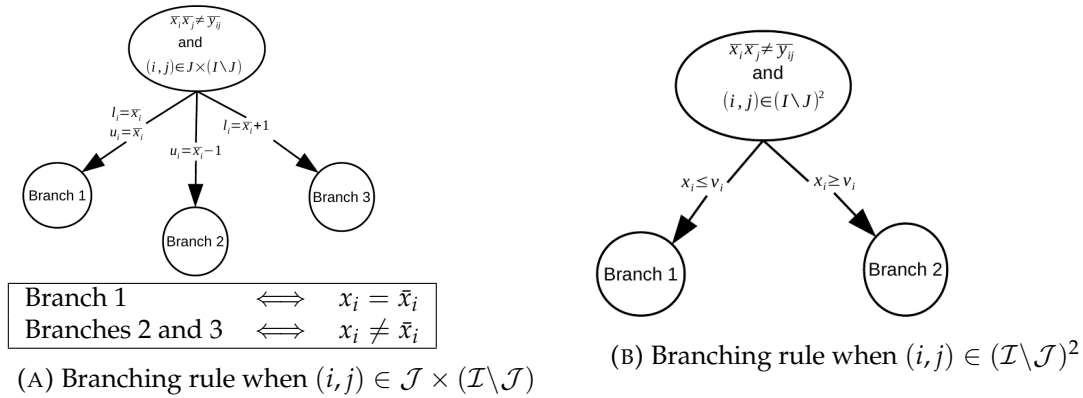 x̅ᵢx̅ⱼ≠y̅ᵢⱼ
and
(i,j)∈J×(I\J)
lᵢ=x̅ᵢ
uᵢ=x̅ᵢ
uᵢ=x̅ᵢ−1
lᵢ=x̅ᵢ+1
Branch 1
Branch 2
Branch 3
Branch 1 ⟺ xᵢ = x̄ᵢ
Branches 2 and 3 ⟺ xᵢ ≠ x̄ᵢ
(A) Branching rule when (i, j) ∈ 𝒥 × (ℐ\𝒥)
x̅ᵢx̅ⱼ≠y̅ᵢⱼ
and
(i,j)∈(I\J)²
xᵢ≤vᵢ
xᵢ≥vᵢ
Branch 1
Branch 2
(B) Branching rule when (i, j) ∈ (ℐ\𝒥)²